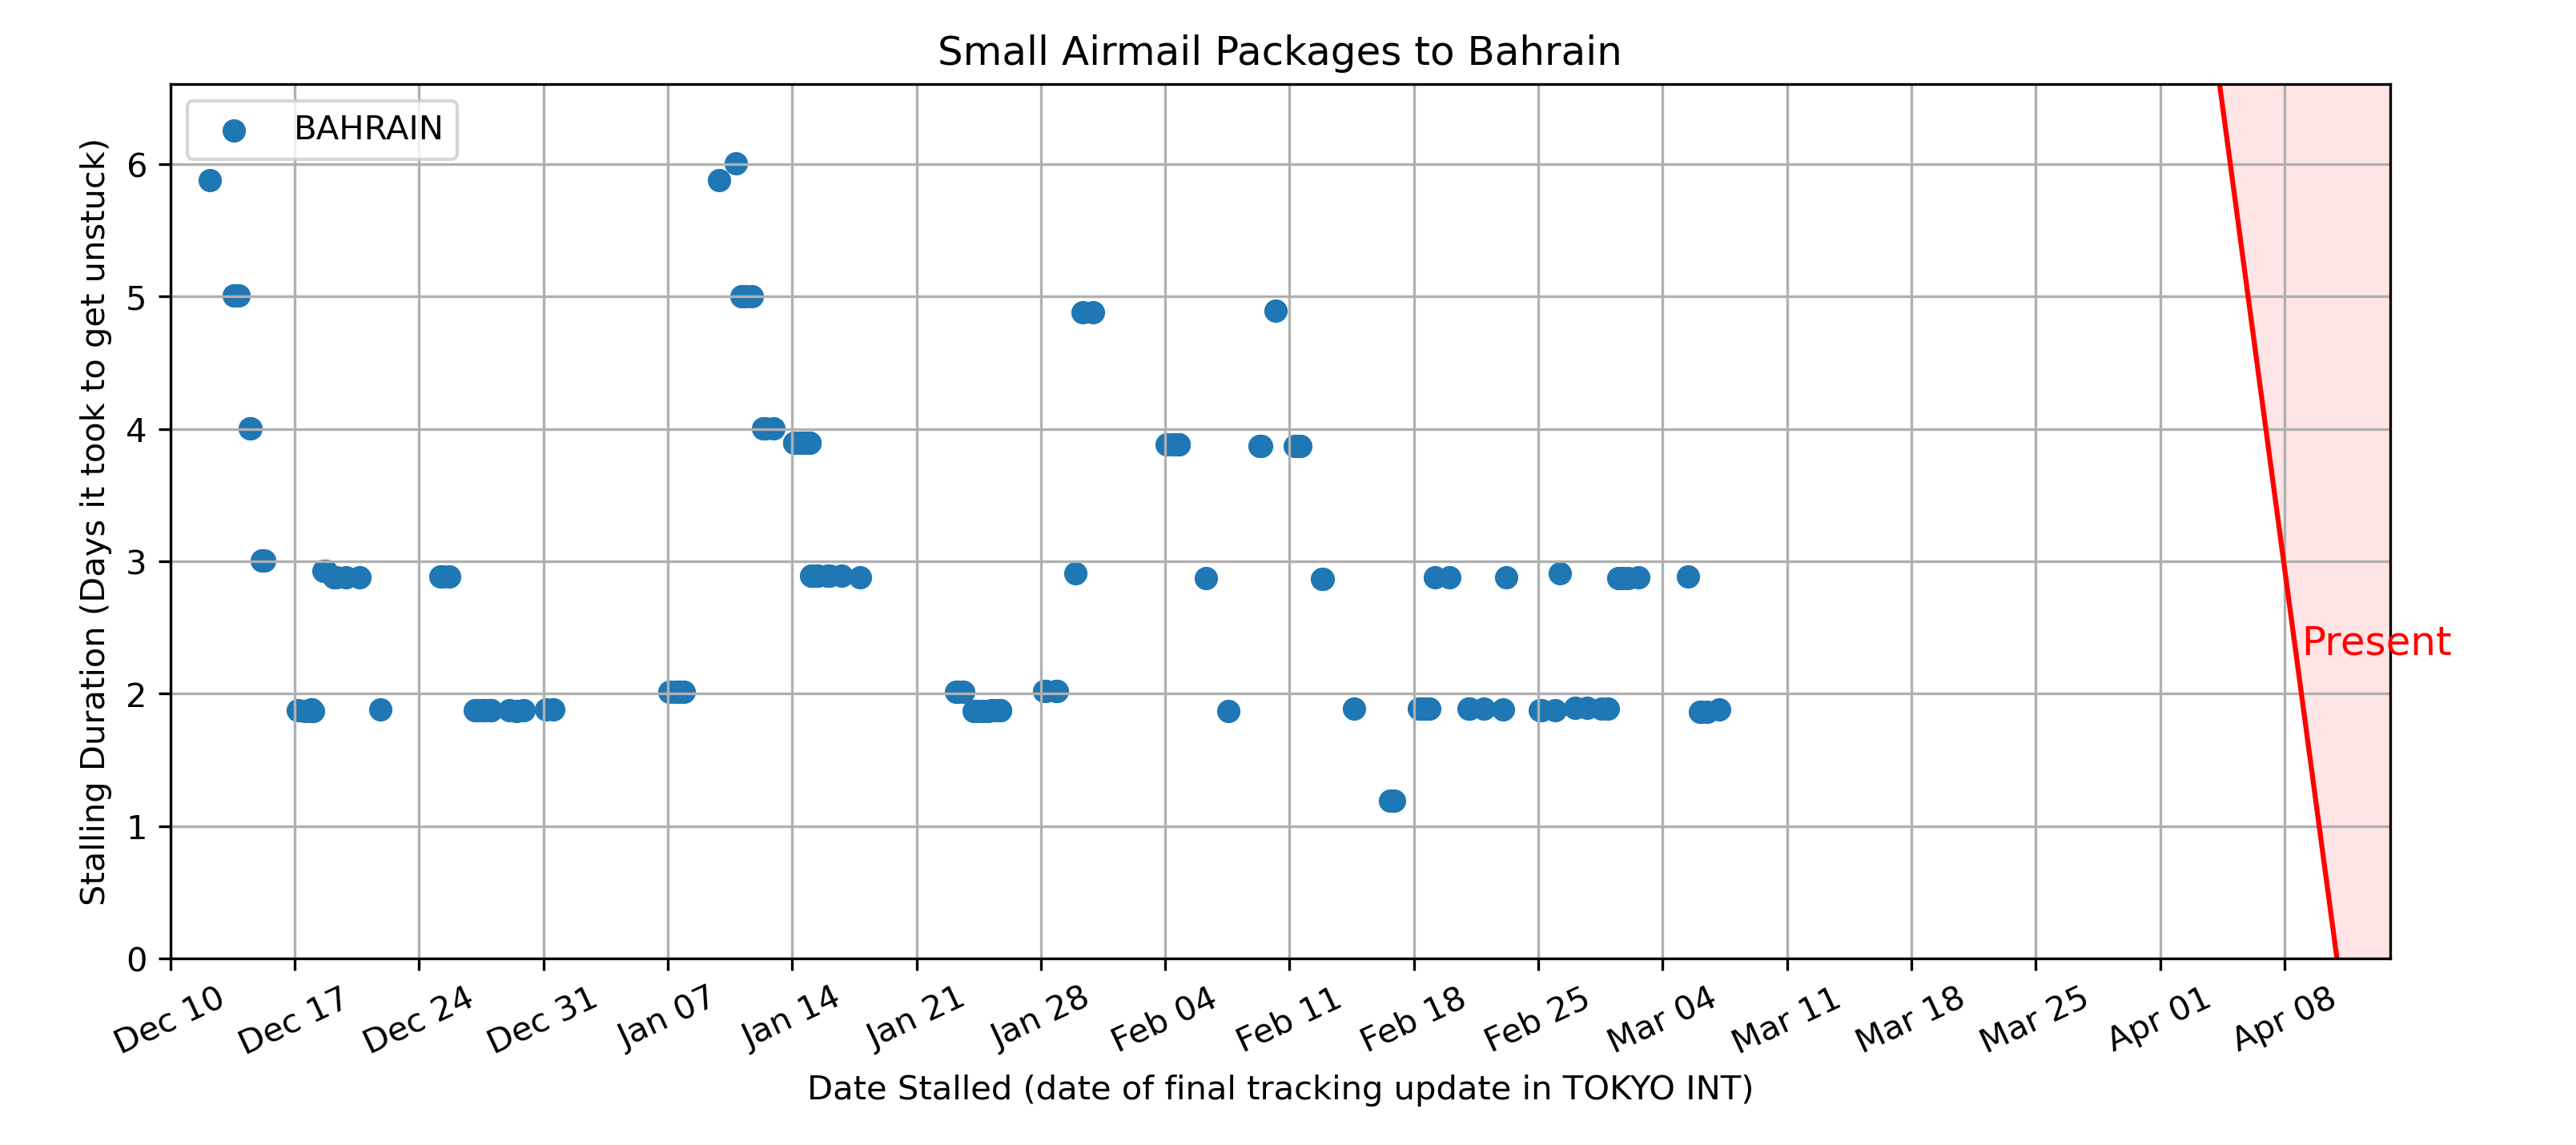 Small Airmail Packages to Bahrain
BAHRAIN
Stalling Duration (Days it took to get unstuck)
6
5
4
3
2
1
0
Present
Dec 10
Dec 17
Dec 24
Dec 31
Jan 07
Jan 14
Jan 21
Jan 28
Feb 04
Feb 11
Feb 18
Feb 25
Mar 04
Mar 11
Mar 18
Mar 25
Apr 01
Apr 08
Date Stalled (date of final tracking update in TOKYO INT)